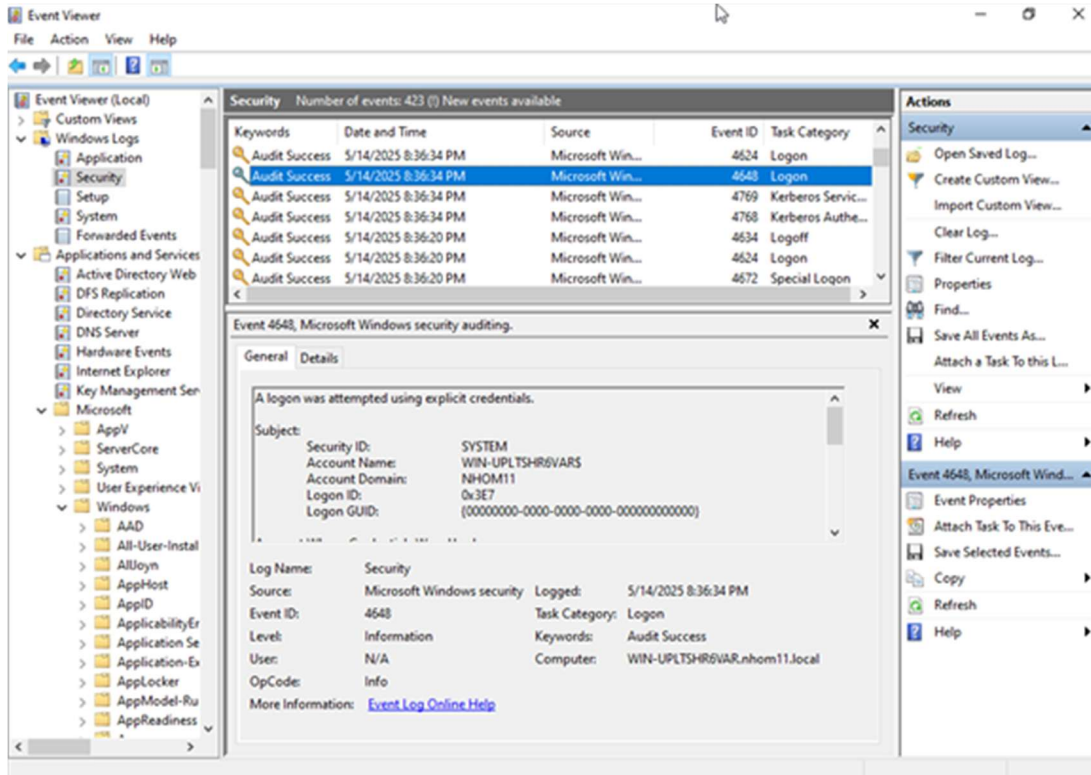 Event Viewer
File Action View Help
Event Viewer (Local)
Custom Views
Windows Logs
Application
Security
Setup
System
Forwarded Events
Applications and Services
Active Directory Web
DFS Replication
Directory Service
DNS Server
Hardware Events
Internet Explorer
Key Management Ser
Microsoft
AppV
ServerCore
System
User Experience Vi
Windows
AAD
All-User-Instal
AllJoyn
AppHost
AppID
ApplicabilityEr
Application Se
Application-Ex
AppLocker
AppModel-Ru
AppReadiness
Security Number of events: 423 (!) New events available
Keywords Date and Time Source Event ID Task Category
Audit Success 5/14/2025 8:36:34 PM Microsoft Win... 4624 Logon
Audit Success 5/14/2025 8:36:34 PM Microsoft Win... 4648 Logon
Audit Success 5/14/2025 8:36:34 PM Microsoft Win... 4769 Kerberos Servic...
Audit Success 5/14/2025 8:36:34 PM Microsoft Win... 4768 Kerberos Authe...
Audit Success 5/14/2025 8:36:20 PM Microsoft Win... 4634 Logoff
Audit Success 5/14/2025 8:36:20 PM Microsoft Win... 4624 Logon
Audit Success 5/14/2025 8:36:20 PM Microsoft Win... 4672 Special Logon
Event 4648, Microsoft Windows security auditing.
General Details
A logon was attempted using explicit credentials.
Subject:
Security ID: SYSTEM
Account Name: WIN-UPLTSHR6VAR$
Account Domain: NHOM11
Logon ID: 0x3E7
Logon GUID: {00000000-0000-0000-0000-000000000000}
Log Name: Security
Source: Microsoft Windows security Logged: 5/14/2025 8:36:34 PM
Event ID: 4648 Task Category: Logon
Level: Information Keywords: Audit Success
User: N/A Computer: WIN-UPLTSHR6VAR.nhom11.local
OpCode: Info
More Information: Event Log Online Help
Actions
Security
Open Saved Log...
Create Custom View...
Import Custom View...
Clear Log...
Filter Current Log...
Properties
Find...
Save All Events As...
Attach a Task To this L...
View
Refresh
Help
Event 4648, Microsoft Wind...
Event Properties
Attach Task To This Eve...
Save Selected Events...
Copy
Refresh
Help